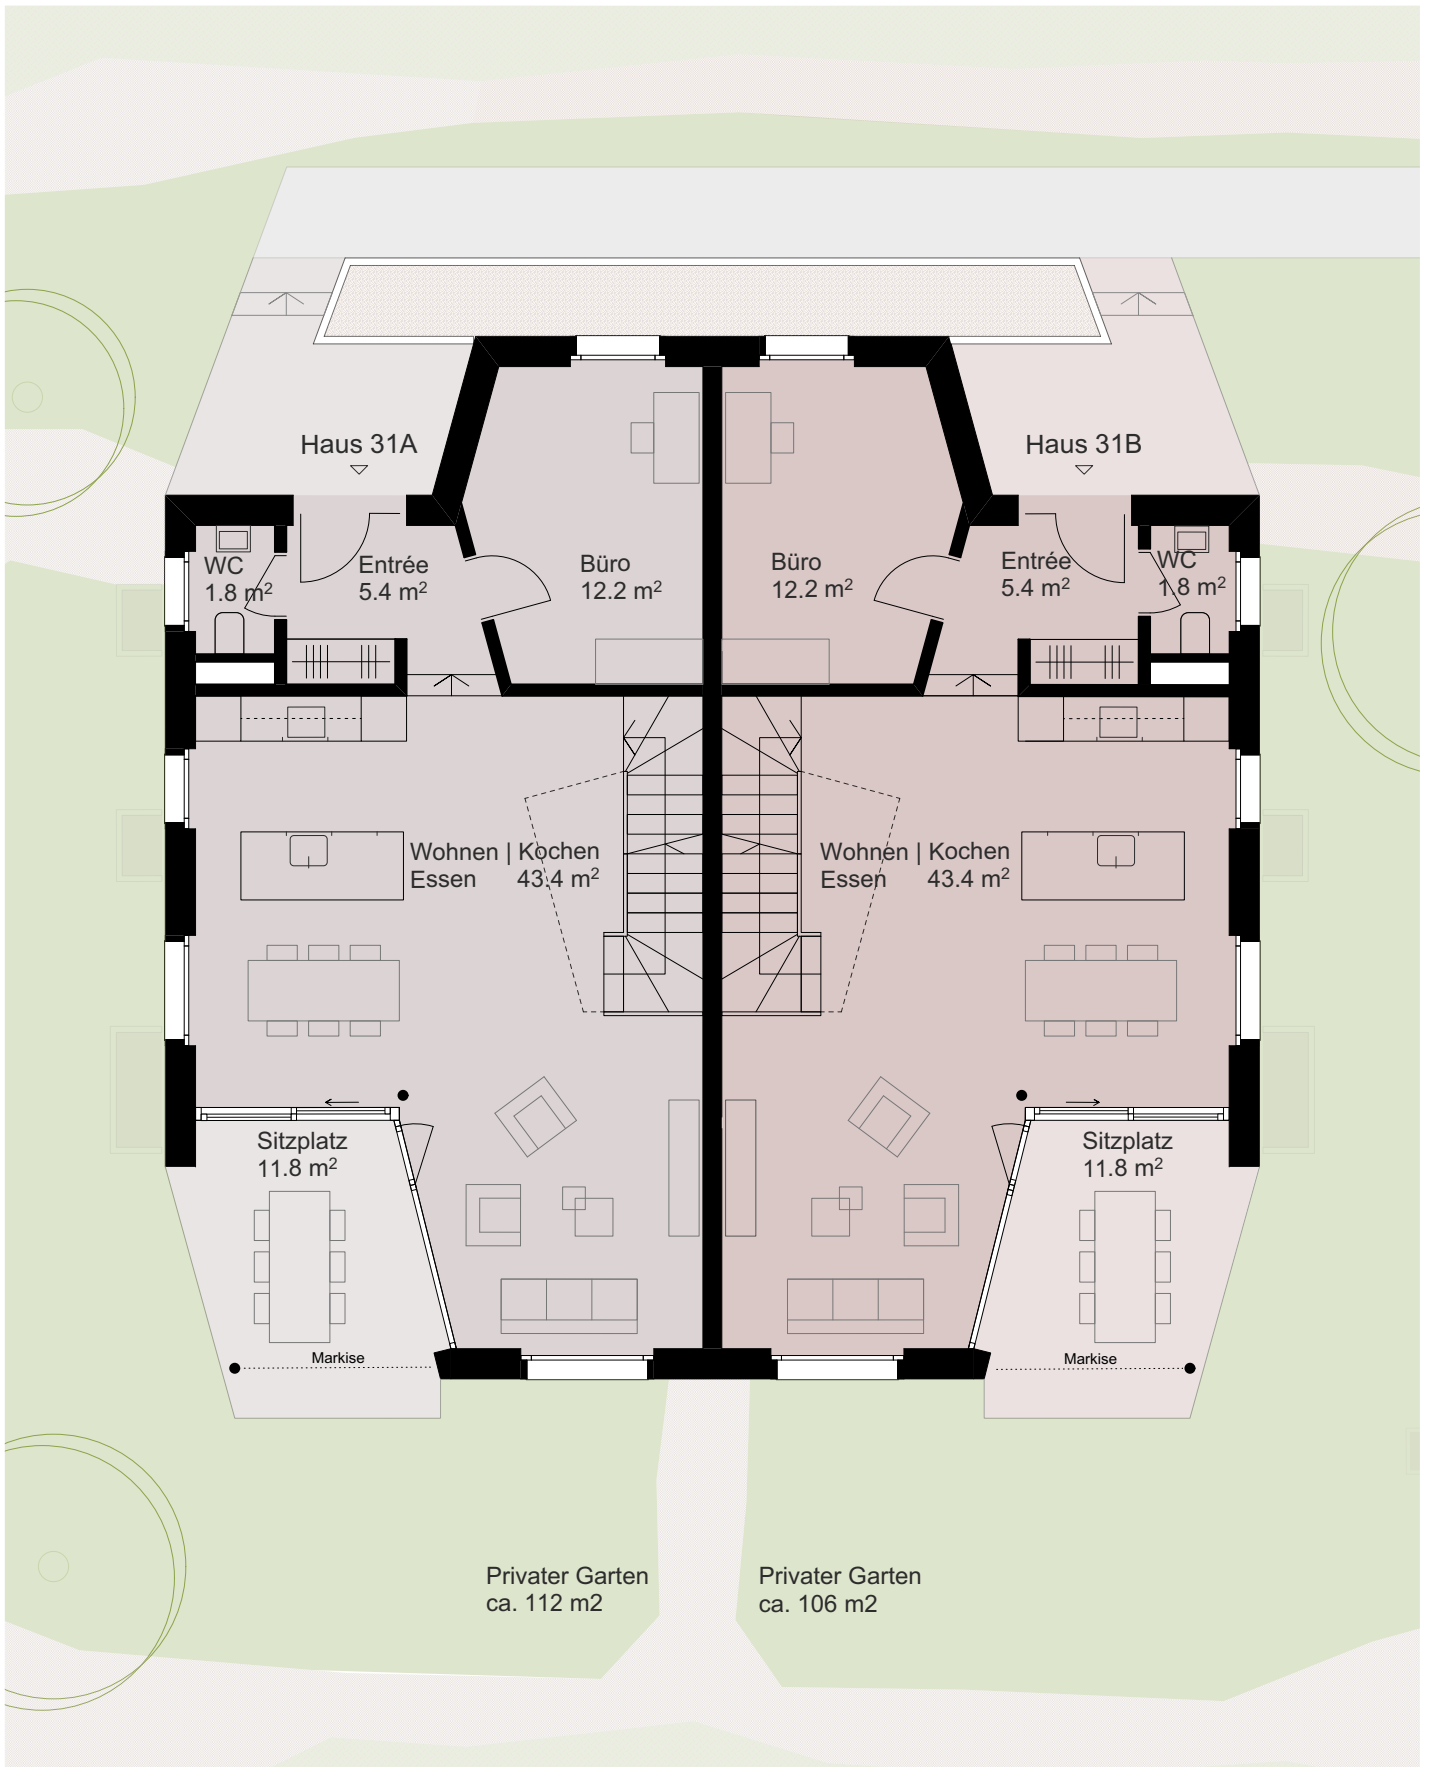 Haus 31A
Haus 31B
WC
1.8 m²
Entrée
5.4 m²
Büro
12.2 m²
Büro
12.2 m²
Entrée
5.4 m²
WC
1.8 m²
Wohnen | Kochen
Essen 43.4 m²
Wohnen | Kochen
Essen 43.4 m²
Sitzplatz
11.8 m²
Sitzplatz
11.8 m²
Markise
Markise
Privater Garten
ca. 112 m2
Privater Garten
ca. 106 m2